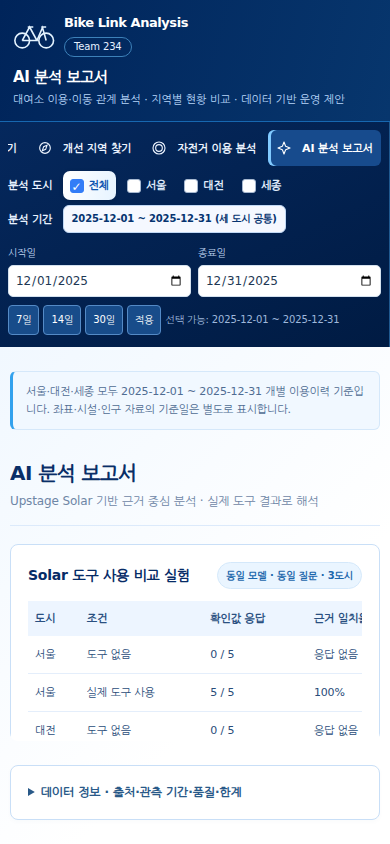 Bike Link Analysis
Team 234
AI 분석 보고서
대여소 이용·이동 관계 분석 · 지역별 현황 비교 · 데이터 기반 운영 제안
기 개선 지역 찾기 자전거 이용 분석 AI 분석 보고서
분석 도시 전체 서울 대전 세종
분석 기간 2025-12-01 ~ 2025-12-31 (세 도시 공통)
시작일 종료일
12/01/2025 12/31/2025
7일 14일 30일 적용 선택 가능: 2025-12-01 ~ 2025-12-31
서울·대전·세종 모두 2025-12-01 ~ 2025-12-31 개별 이용이력 기준입
니다. 좌표·시설·인구 자료의 기준일은 별도로 표시합니다.
AI 분석 보고서
Upstage Solar 기반 근거 중심 분석 · 실제 도구 결과로 해석
Solar 도구 사용 비교 실험 동일 모델 · 동일 질문 · 3도시
도시 조건 확인값 응답 근거 일치
서울 도구 없음 0 / 5 응답 없음
서울 실제 도구 사용 5 / 5 100%
대전 도구 없음 0 / 5 응답 없음
데이터 정보 · 출처·관측 기간·품질·한계